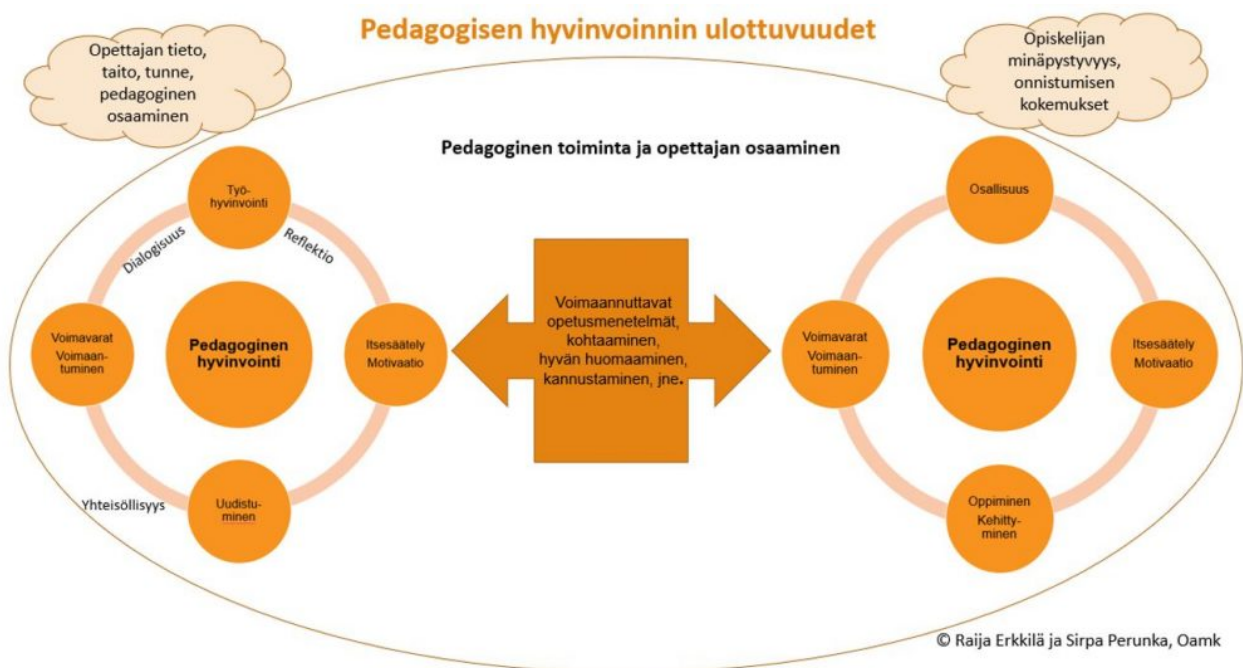 Pedagogisen hyvinvoinnin ulottuvuudet
Opettajan tieto,
taito, tunne,
pedagoginen
osaaminen
Opiskelijan
minäpystyvyys,
onnistumisen
kokemukset
Pedagoginen toiminta ja opettajan osaaminen
Työ-
hyvinvointi
Dialogisuus
Reflektio
Voimavarat
Voimaan-
tuminen
Pedagoginen
hyvinvointi
Itsesäätely
Motivaatio
Yhteisöllisyys
Uudistu-
minen
Voimaannuttavat
opetusmenetelmät,
kohtaaminen,
hyvän huomaaminen,
kannustaminen, jne.
Osallisuus
Voimavarat
Voimaan-
tuminen
Pedagoginen
hyvinvointi
Itsesäätely
Motivaatio
Oppiminen
Kehitty-
minen
© Raija Erkkilä ja Sirpa Perunka, Oamk